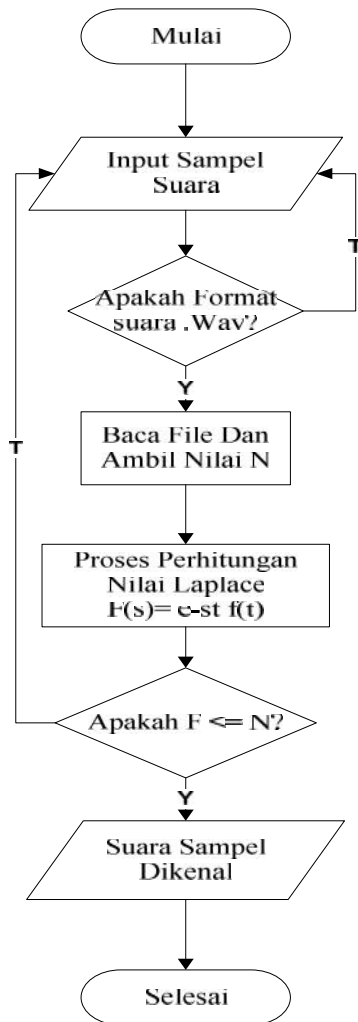 Mulai
Input Sampel
Suara
T
Apakah Format
suara .Wav?
Y
T
Baca File Dan
Ambil Nilai N
Proses Perhitungan
Nilai Laplace
F(s)= e-st f(t)
Apakah F <= N?
Y
Suara Sampel
Dikenal
Selesai